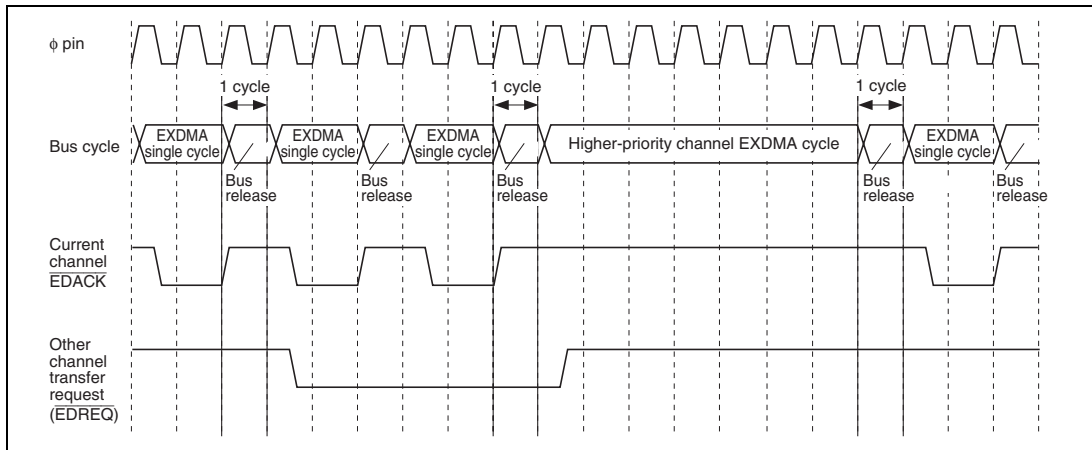 φ pin
1 cycle
1 cycle
1 cycle
Bus cycle
EXDMA
single cycle
EXDMA
single cycle
EXDMA
single cycle
Higher-priority channel EXDMA cycle
EXDMA
single cycle
Bus
release
Bus
release
Bus
release
Bus
release
Bus
release
Current
channel
EDACK
Other
channel
transfer
request
(EDREQ)